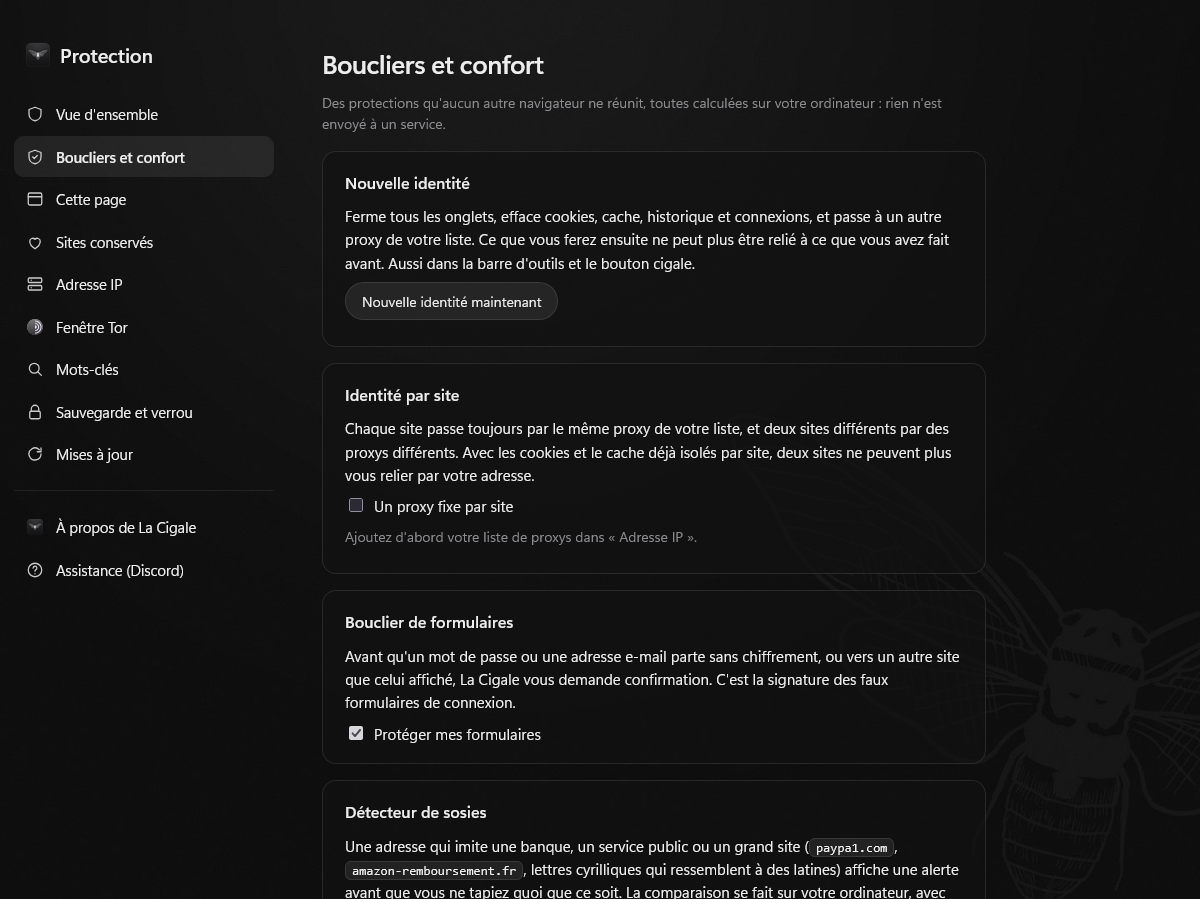 Protection
Vue d'ensemble
Boucliers et confort
Cette page
Sites conservés
Adresse IP
Fenêtre Tor
Mots-clés
Sauvegarde et verrou
Mises à jour
À propos de La Cigale
Assistance (Discord)
Boucliers et confort
Des protections qu'aucun autre navigateur ne réunit, toutes calculées sur votre ordinateur : rien n'est
envoyé à un service.
Nouvelle identité
Ferme tous les onglets, efface cookies, cache, historique et connexions, et passe à un autre
proxy de votre liste. Ce que vous ferez ensuite ne peut plus être relié à ce que vous avez fait
avant. Aussi dans la barre d'outils et le bouton cigale.
Nouvelle identité maintenant
Identité par site
Chaque site passe toujours par le même proxy de votre liste, et deux sites différents par des
proxys différents. Avec les cookies et le cache déjà isolés par site, deux sites ne peuvent plus
vous relier par votre adresse.
Un proxy fixe par site
Ajoutez d'abord votre liste de proxys dans « Adresse IP ».
Bouclier de formulaires
Avant qu'un mot de passe ou une adresse e-mail parte sans chiffrement, ou vers un autre site
que celui affiché, La Cigale vous demande confirmation. C'est la signature des faux
formulaires de connexion.
Protéger mes formulaires
Détecteur de sosies
Une adresse qui imite une banque, un service public ou un grand site (paypa1.com,
amazon-remboursement.fr, lettres cyrilliques qui ressemblent à des latines) affiche une alerte
avant que vous ne tapiez quoi que ce soit. La comparaison se fait sur votre ordinateur, avec